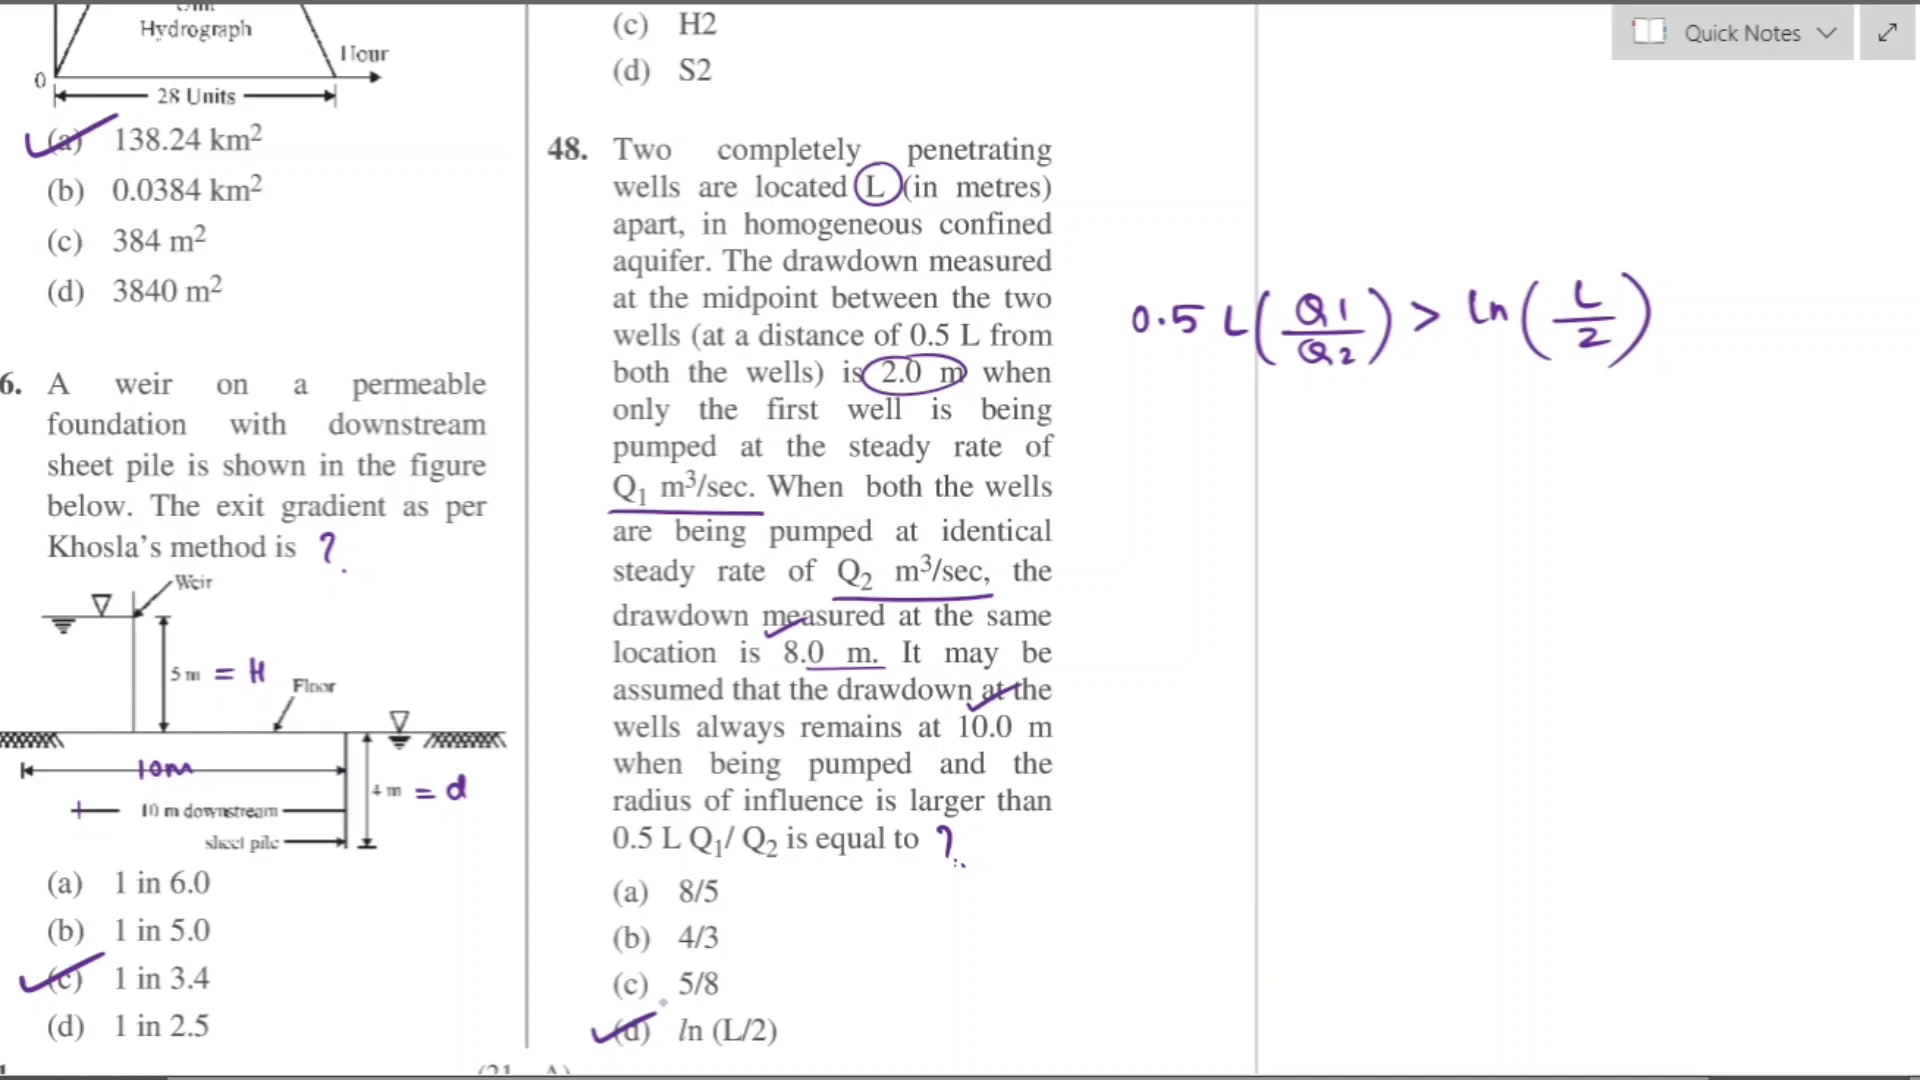 Hydrograph
Hour
0
28 Units
(a) 138.24 km²
(b) 0.0384 km²
(c) 384 m²
(d) 3840 m²
6. A weir on a permeable
foundation with downstream
sheet pile is shown in the figure
below. The exit gradient as per
Khosla's method is ?
Weir
5 m = H
Floor
10m
4 m = d
10 m downstream
sheet pile
(a) 1 in 6.0
(b) 1 in 5.0
(c) 1 in 3.4
(d) 1 in 2.5
(c) H2
(d) S2
48. Two completely penetrating
wells are located L (in metres)
apart, in homogeneous confined
aquifer. The drawdown measured
at the midpoint between the two
wells (at a distance of 0.5 L from
both the wells) is 2.0 m when
only the first well is being
pumped at the steady rate of
Q₁ m³/sec. When both the wells
are being pumped at identical
steady rate of Q₂ m³/sec, the
drawdown measured at the same
location is 8.0 m. It may be
assumed that the drawdown at the
wells always remains at 10.0 m
when being pumped and the
radius of influence is larger than
0.5 L Q₁/ Q₂ is equal to ?
(a) 8/5
(b) 4/3
(c) 5/8
(d) ln (L/2)
Quick Notes
0.5 L (Q1/Q2) > ln (L/2)